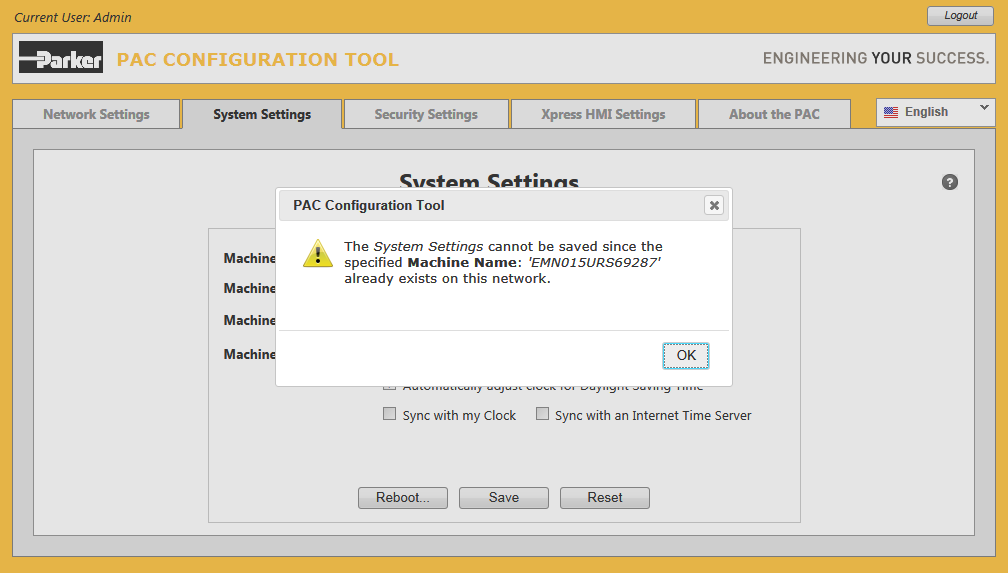 Current User: Admin
Logout
Parker
PAC CONFIGURATION TOOL
ENGINEERING YOUR SUCCESS.
Network Settings
System Settings
Security Settings
Xpress HMI Settings
About the PAC
English
System Settings
?
PAC Configuration Tool
The System Settings cannot be saved since the
specified Machine Name: 'EMN015URS69287'
already exists on this network.
OK
Machine
Machine
Machine
Machine
Automatically adjust clock for Daylight Saving Time
Sync with my Clock
Sync with an Internet Time Server
Reboot...
Save
Reset